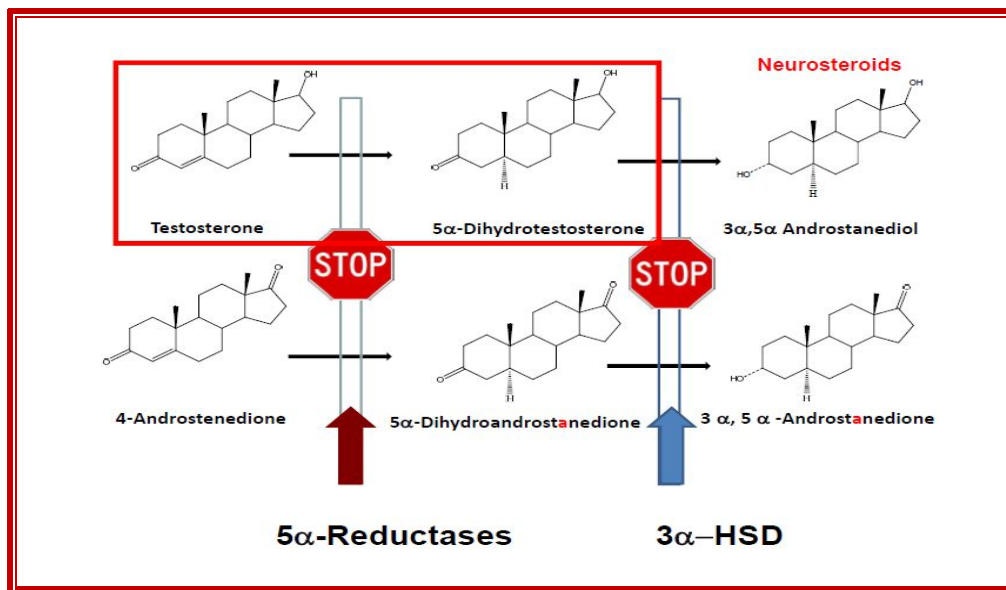 Neurosteroids
OH
OH
OH
O
O
H
HO
H
Testosterone
5α-Dihydrotestosterone
3α,5α Androstanediol
STOP
STOP
O
O
O
O
O
H
HO
H
4-Androstenedione
5α-Dihydroandrostanedione
3 α, 5 α -Androstanedione
5α-Reductases
3α–HSD